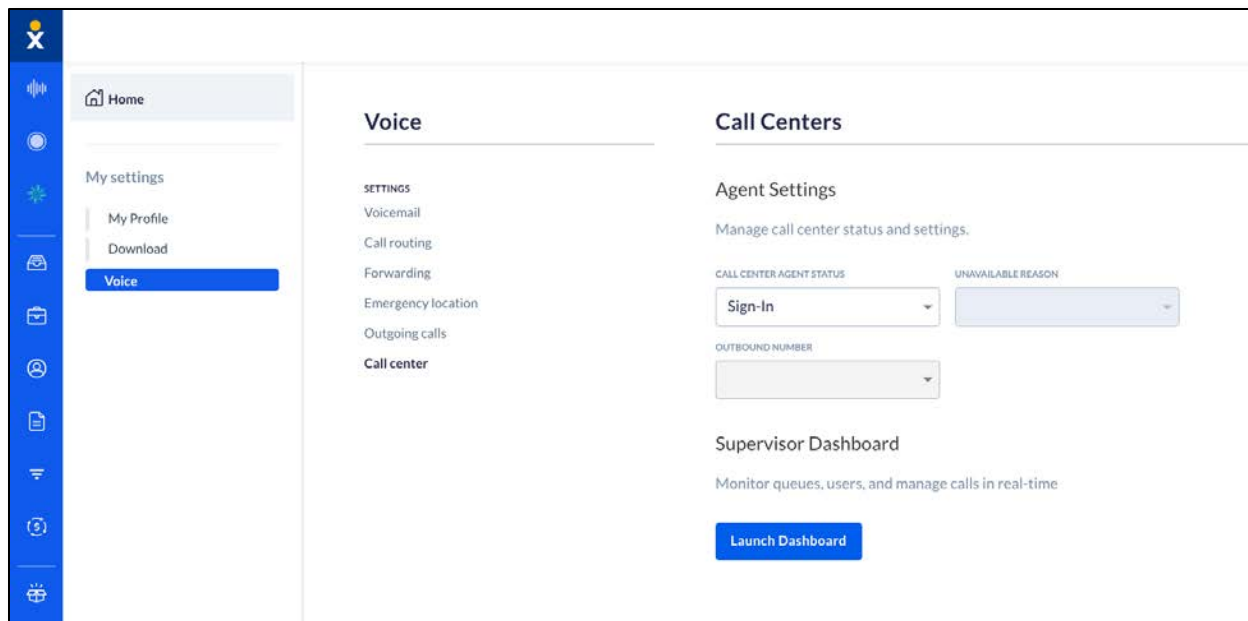 Home
My settings
My Profile
Download
Voice
Voice
SETTINGS
Voicemail
Call routing
Forwarding
Emergency location
Outgoing calls
Call center
Call Centers
Agent Settings
Manage call center status and settings.
CALL CENTER AGENT STATUS
Sign-In
UNAVAILABLE REASON
OUTBOUND NUMBER
Supervisor Dashboard
Monitor queues, users, and manage calls in real-time
Launch Dashboard